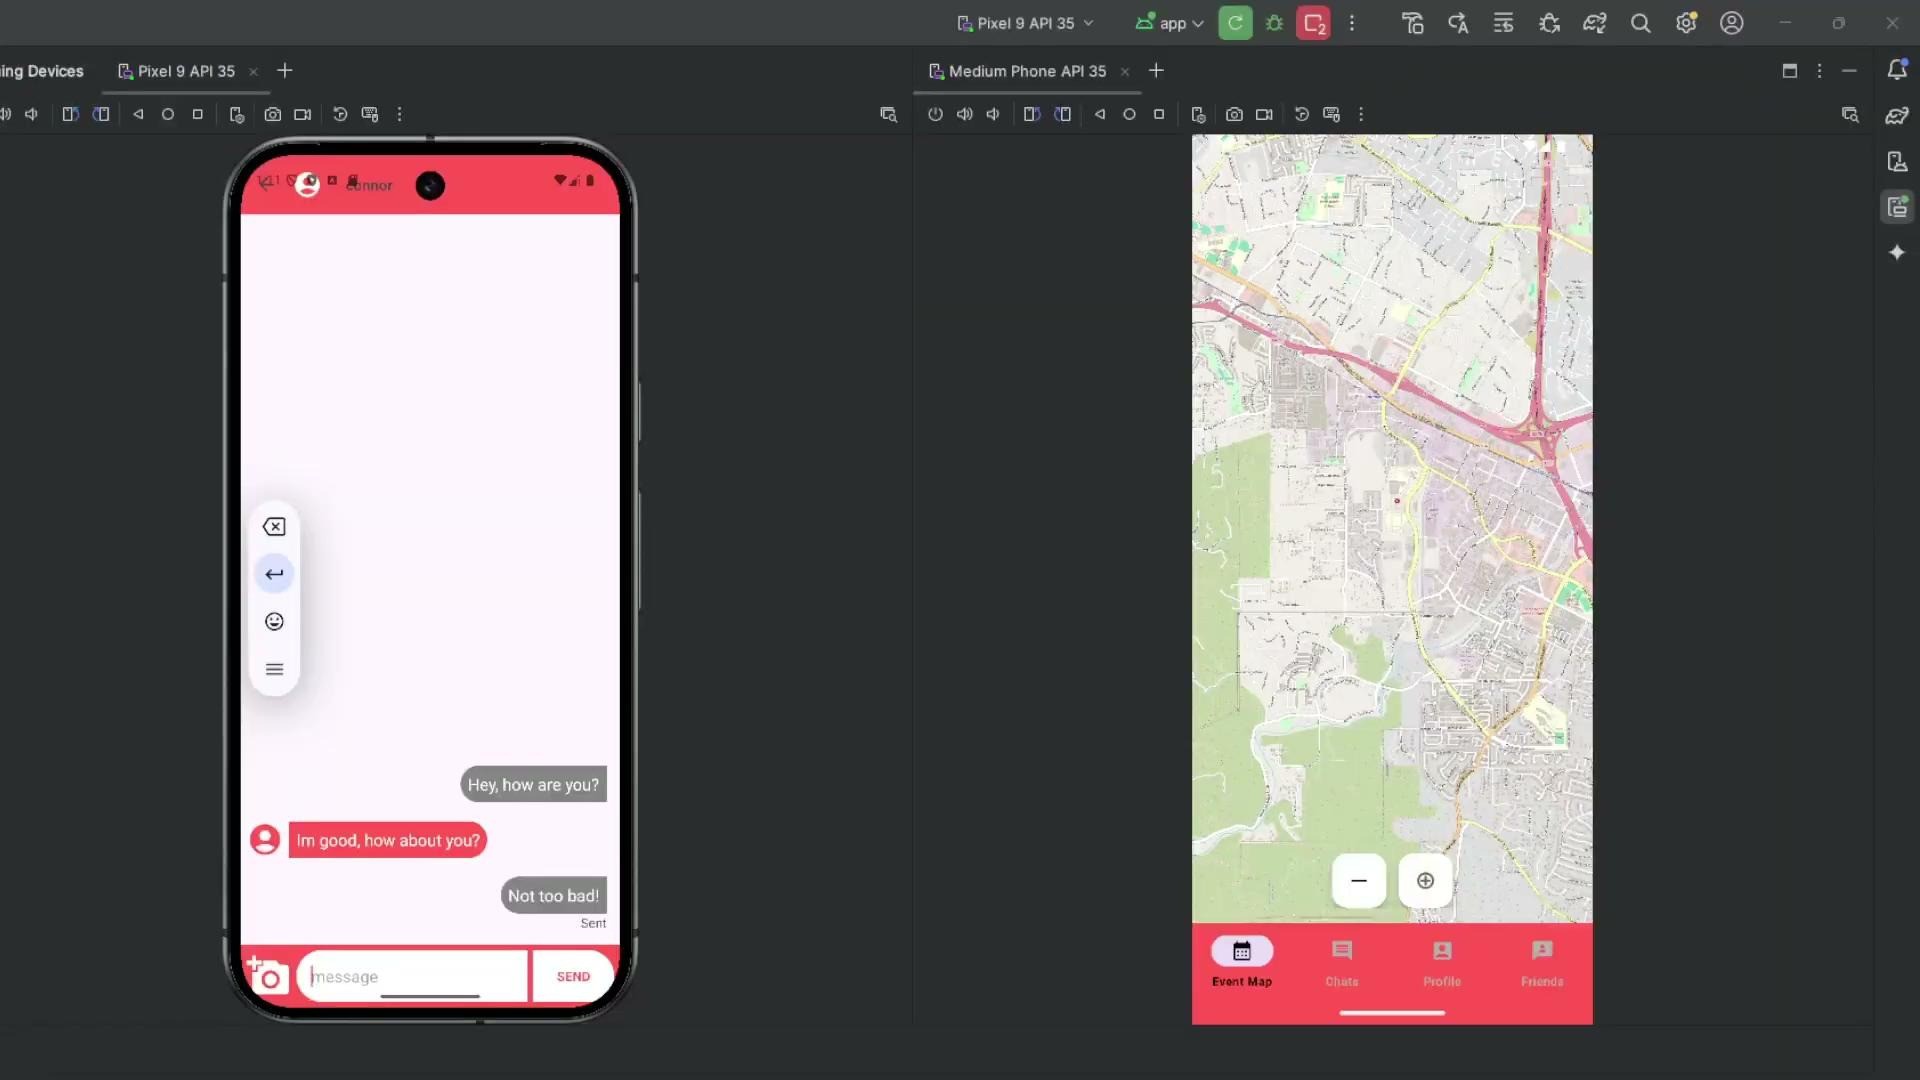 Pixel 9 API 35
app
2
ing Devices
Pixel 9 API 35
Medium Phone API 35
Hey, how are you?
Im good, how about you?
Not too bad!
Sent
message
SEND
Event Map
Chats
Profile
Friends